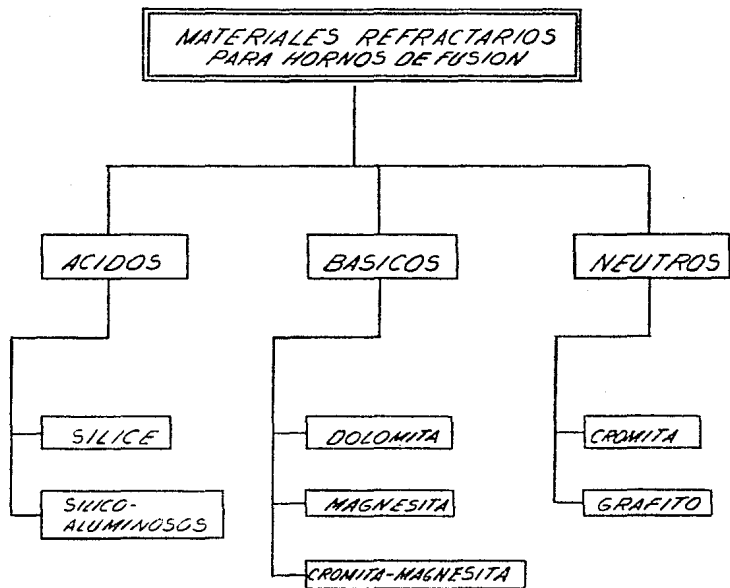 MATERIALES REFRACTARIOS
PARA HORNOS DE FUSION
ACIDOS
BASICOS
NEUTROS
SILICE
SILICO-
ALUMINOSOS
DOLOMITA
MAGNESITA
CROMITA-MAGNESITA
CROMITA
GRAFITO